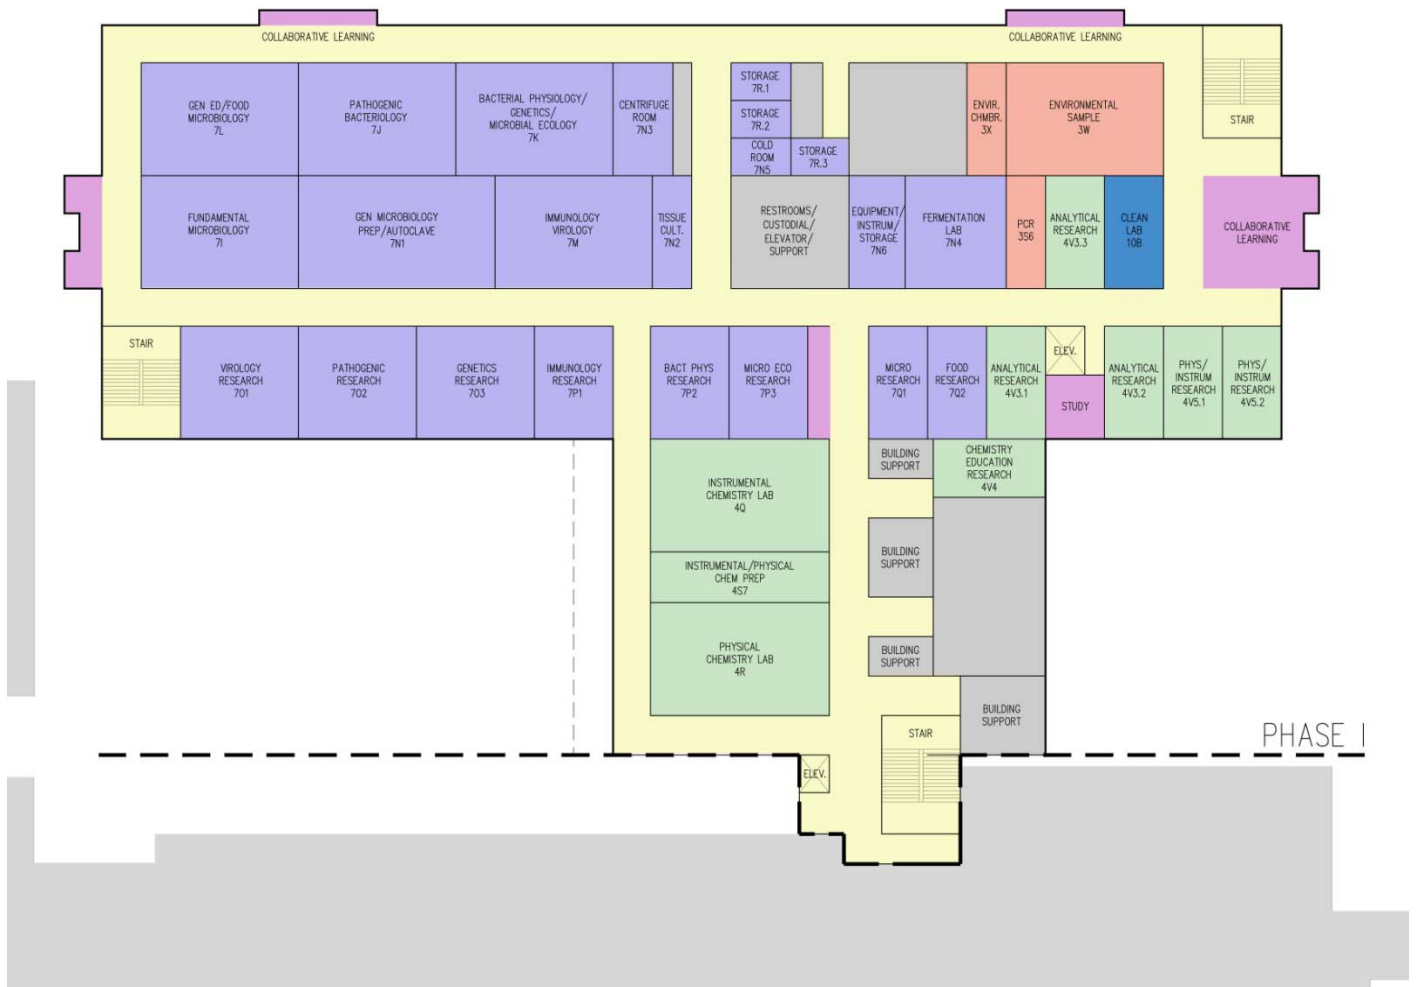 COLLABORATIVE LEARNING
COLLABORATIVE LEARNING
GEN ED/FOOD
MICROBIOLOGY
7L
PATHOGENIC
BACTERIOLOGY
7J
BACTERIAL PHYSIOLOGY/
GENETICS/
MICROBIAL ECOLOGY
7K
CENTRIFUGE
ROOM
7N3
STORAGE
7R.1
STORAGE
7R.2
COLD
ROOM
7N5
STORAGE
7R.3
ENVIR.
CHMBR.
3X
ENVIRONMENTAL
SAMPLE
3W
STAIR
FUNDAMENTAL
MICROBIOLOGY
7I
GEN MICROBIOLOGY
PREP/AUTOCLAVE
7N1
IMMUNOLOGY
VIROLOGY
7M
TISSUE
CULT.
7N2
RESTROOMS/
CUSTODIAL/
ELEVATOR/
SUPPORT
EQUIPMENT/
INSTRUM/
STORAGE
7N6
FERMENTATION
LAB
7N4
PCR
3S6
ANALYTICAL
RESEARCH
4V3.3
CLEAN
LAB
10B
COLLABORATIVE
LEARNING
STAIR
VIROLOGY
RESEARCH
7O1
PATHOGENIC
RESEARCH
7O2
GENETICS
RESEARCH
7O3
IMMUNOLOGY
RESEARCH
7P1
BACT PHYS
RESEARCH
7P2
MICRO ECO
RESEARCH
7P3
MICRO
RESEARCH
7Q1
FOOD
RESEARCH
7Q2
ANALYTICAL
RESEARCH
4V3.1
ELEV.
STUDY
ANALYTICAL
RESEARCH
4V3.2
PHYS/
INSTRUM
RESEARCH
4V5.1
PHYS/
INSTRUM
RESEARCH
4V5.2
INSTRUMENTAL
CHEMISTRY LAB
4Q
BUILDING
SUPPORT
CHEMISTRY
EDUCATION
RESEARCH
4V4
BUILDING
SUPPORT
INSTRUMENTAL/PHYSICAL
CHEM PREP
4S7
PHYSICAL
CHEMISTRY LAB
4R
BUILDING
SUPPORT
BUILDING
SUPPORT
STAIR
PHASE I
ELEV.